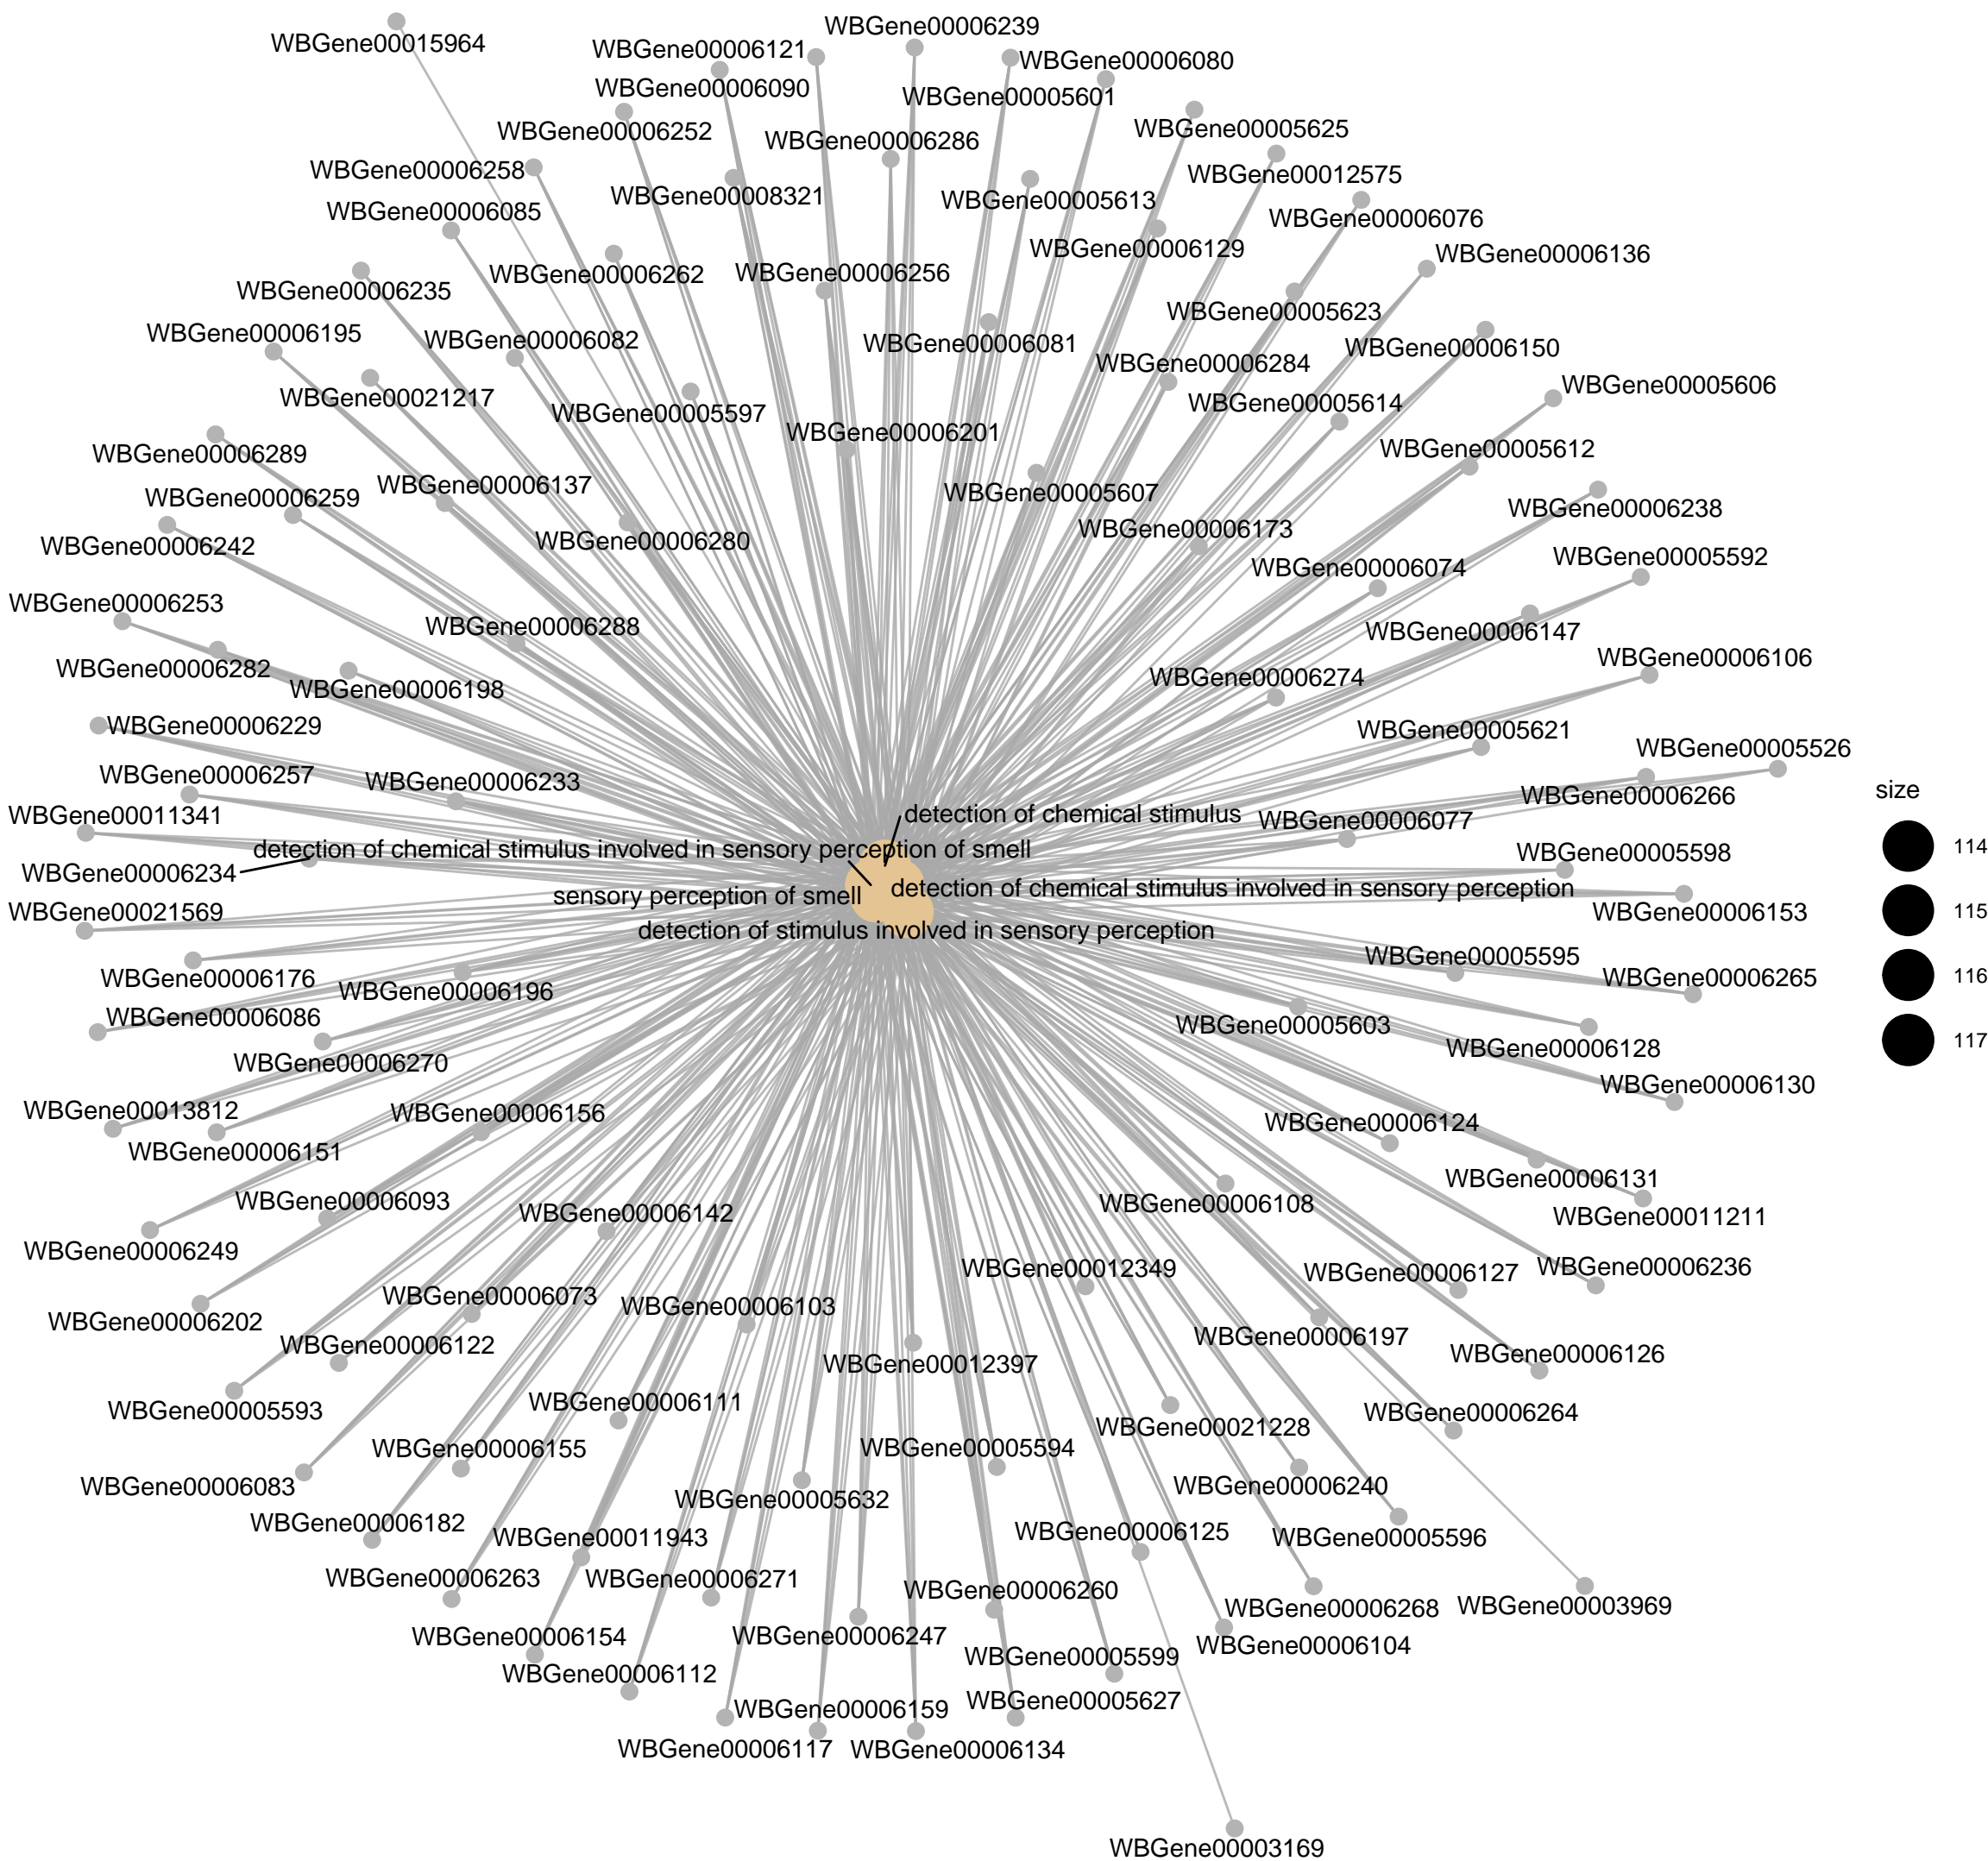 WBGene00006239
WBGene00015964
WBGene00006121
WBGene00006080
WBGene00006090
WBGene00005601
WBGene00006252
WBGene00005625
WBGene00006286
WBGene00006258
WBGene00012575
WBGene00008321
WBGene00005613
WBGene00006085
WBGene00006076
WBGene00006129
WBGene00006136
WBGene00006262
WBGene00006256
WBGene00006235
WBGene00005623
WBGene00006195
WBGene00006082
WBGene00006081
WBGene00006150
WBGene00006284
WBGene00005606
WBGene00021217
WBGene00005614
WBGene00005597
WBGene00006201
WBGene00005612
WBGene00006289
WBGene00006137
WBGene00005607
WBGene00006259
WBGene00006238
WBGene00006173
WBGene00006280
WBGene00006242
WBGene00005592
WBGene00006074
WBGene00006253
WBGene00006288
WBGene00006147
WBGene00006106
WBGene00006282
WBGene00006274
WBGene00006198
WBGene00006229
WBGene00005621
WBGene00005526
WBGene00006257
WBGene00006233
size
WBGene00006266
WBGene00011341
detection of chemical stimulus
WBGene00006077
114
detection of chemical stimulus involved in sensory perception of smell
WBGene00005598
WBGene00006234
detection of chemical stimulus involved in sensory perception
sensory perception of smell
WBGene00021569
WBGene00006153
115
detection of stimulus involved in sensory perception
WBGene00005595
WBGene00006176
WBGene00006265
116
WBGene00006196
WBGene00006086
WBGene00005603
117
WBGene00006128
WBGene00006270
WBGene00006130
WBGene00013812
WBGene00006156
WBGene00006124
WBGene00006151
WBGene00006131
WBGene00006093
WBGene00006108
WBGene00006142
WBGene00011211
WBGene00006249
WBGene00012349
WBGene00006127
WBGene00006236
WBGene00006073
WBGene00006103
WBGene00006202
WBGene00006197
WBGene00006122
WBGene00006126
WBGene00012397
WBGene00006111
WBGene00005593
WBGene00006264
WBGene00021228
WBGene00006155
WBGene00005594
WBGene00006083
WBGene00006240
WBGene00005632
WBGene00006182
WBGene00011943
WBGene00006125
WBGene00005596
WBGene00006263
WBGene00006271
WBGene00006260
WBGene00006268
WBGene00003969
WBGene00006154
WBGene00006247
WBGene00006104
WBGene00005599
WBGene00006112
WBGene00005627
WBGene00006159
WBGene00006117
WBGene00006134
WBGene00003169